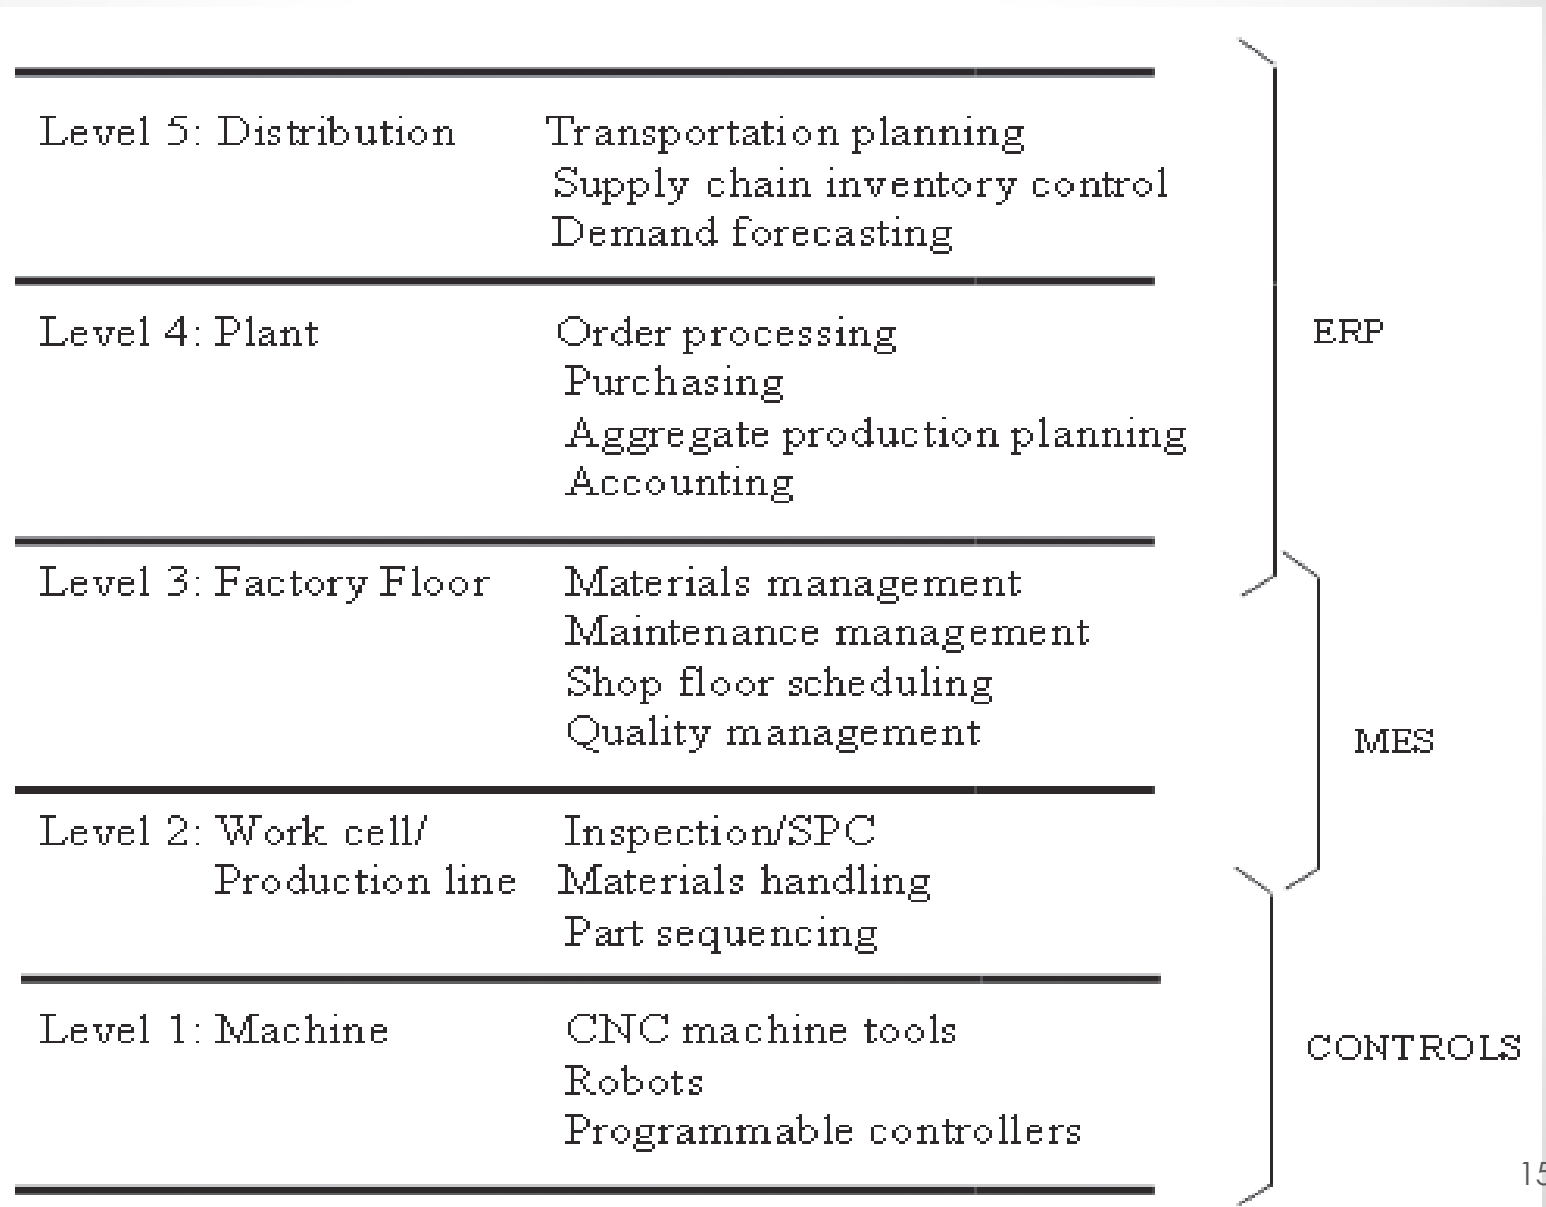 Level 5: Distribution Transportation planning
Supply chain inventory control
Demand forecasting
Level 4: Plant Order processing
Purchasing
Aggregate production planning
Accounting
ERP
Level 3: Factory Floor Materials management
Maintenance management
Shop floor scheduling
Quality management
MES
Level 2: Work cell/ Inspection/SPC
Production line Materials handling
Part sequencing
Level 1: Machine CNC machine tools
Robots
Programmable controllers
CONTROLS
15